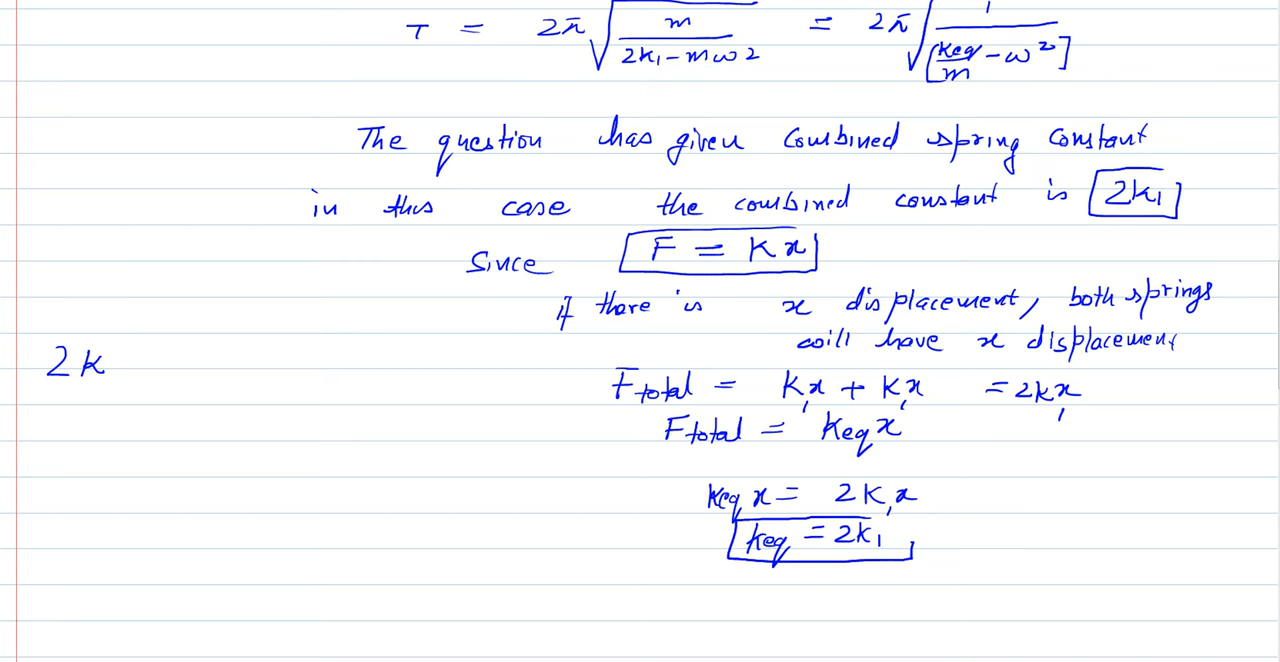 T = 2π√(m / 2k₁ - mω2) = 2π√(1 / [keq/m - ω²])
The question has given combined spring constant
in this case the combined constant is 2k₁
Since F = Kx
if there is x displacement, both springs
will have x displacement
2K
Ftotal = K₁x + K₁x = 2k₁x
Ftotal = Keq x
Keq x = 2K₁x
Keq = 2K₁